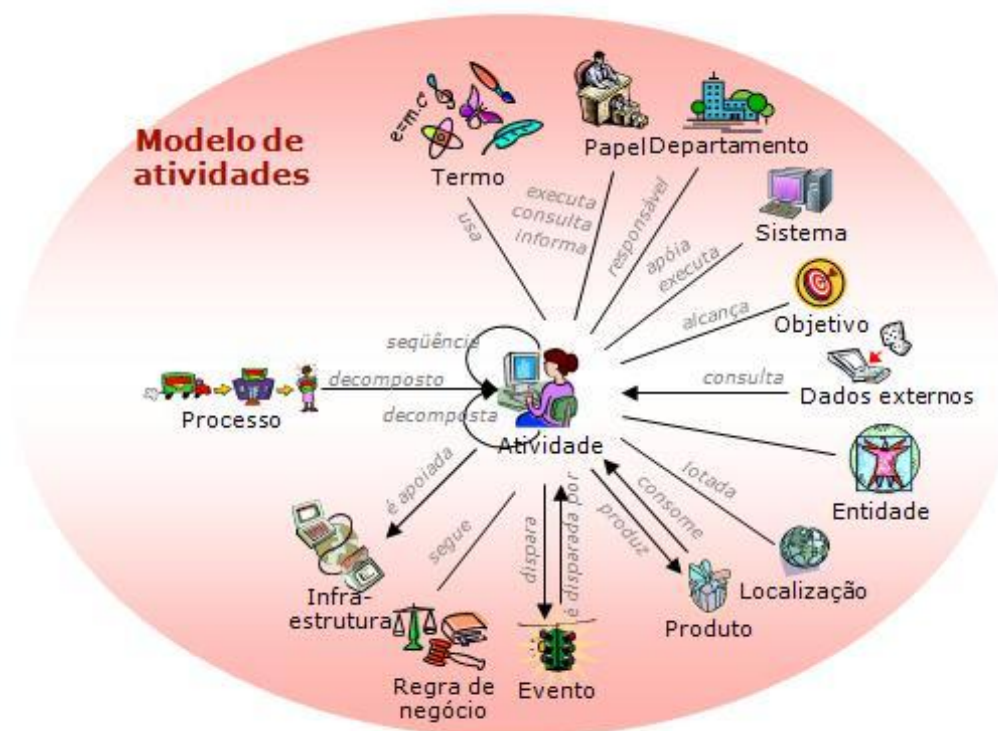 Modelo de
atividades
e=m.c
Termo
Papel
Departamento
Sistema
usa
executa
consulta
informa
responsável
apóia
executa
Objetivo
alcança
seqüência
decomposto
decomposta
Processo
Atividade
consulta
Dados externos
Entidade
lotada
Localização
consome
produz
Produto
é apoiada
segue
dispara
é disparada por
Infra-
estrutura
Regra de
negócio
Evento